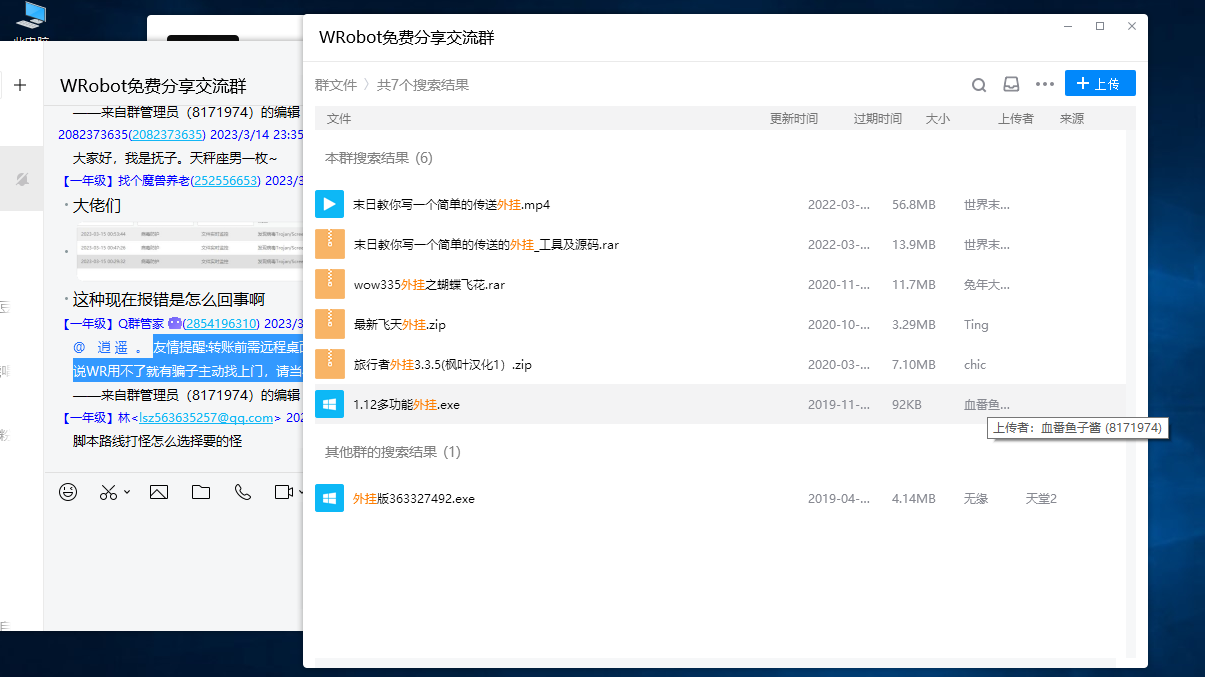 此电脑
WRobot免费分享交流群
——来自群管理员（8171974）的编辑
2082373635(2082373635) 2023/3/14 23:35
大家好，我是抚子。天秤座男一枚~
【一年级】找个魔兽养老(252556653) 2023/3
大佬们
这种现在报错是怎么回事啊
【一年级】Q群管家 (2854196310) 2023/3
@ 逍遥 。 友情提醒:转账前需远程桌面
说WR用不了就有骗子主动找上门，请当
——来自群管理员（8171974）的编辑
【一年级】林<lsz563635257@qq.com> 202
脚本路线打怪怎么选择要的怪
WRobot免费分享交流群
群文件 〉共7个搜索结果
+ 上传
文件 更新时间 过期时间 大小 上传者 来源
本群搜索结果 (6)
末日教你写一个简单的传送外挂.mp4 2022-03-... 56.8MB 世界末...
末日教你写一个简单的传送的外挂_工具及源码.rar 2022-03-... 13.9MB 世界末...
wow335外挂之蝴蝶飞花.rar 2020-11-... 11.7MB 兔年大...
最新飞天外挂.zip 2020-10-... 3.29MB Ting
旅行者外挂3.3.5(枫叶汉化1）.zip 2020-03-... 7.10MB chic
1.12多功能外挂.exe 2019-11-... 92KB 血番鱼...
上传者：血番鱼子酱 (8171974)
其他群的搜索结果 (1)
外挂版363327492.exe 2019-04-... 4.14MB 无缘 天堂2